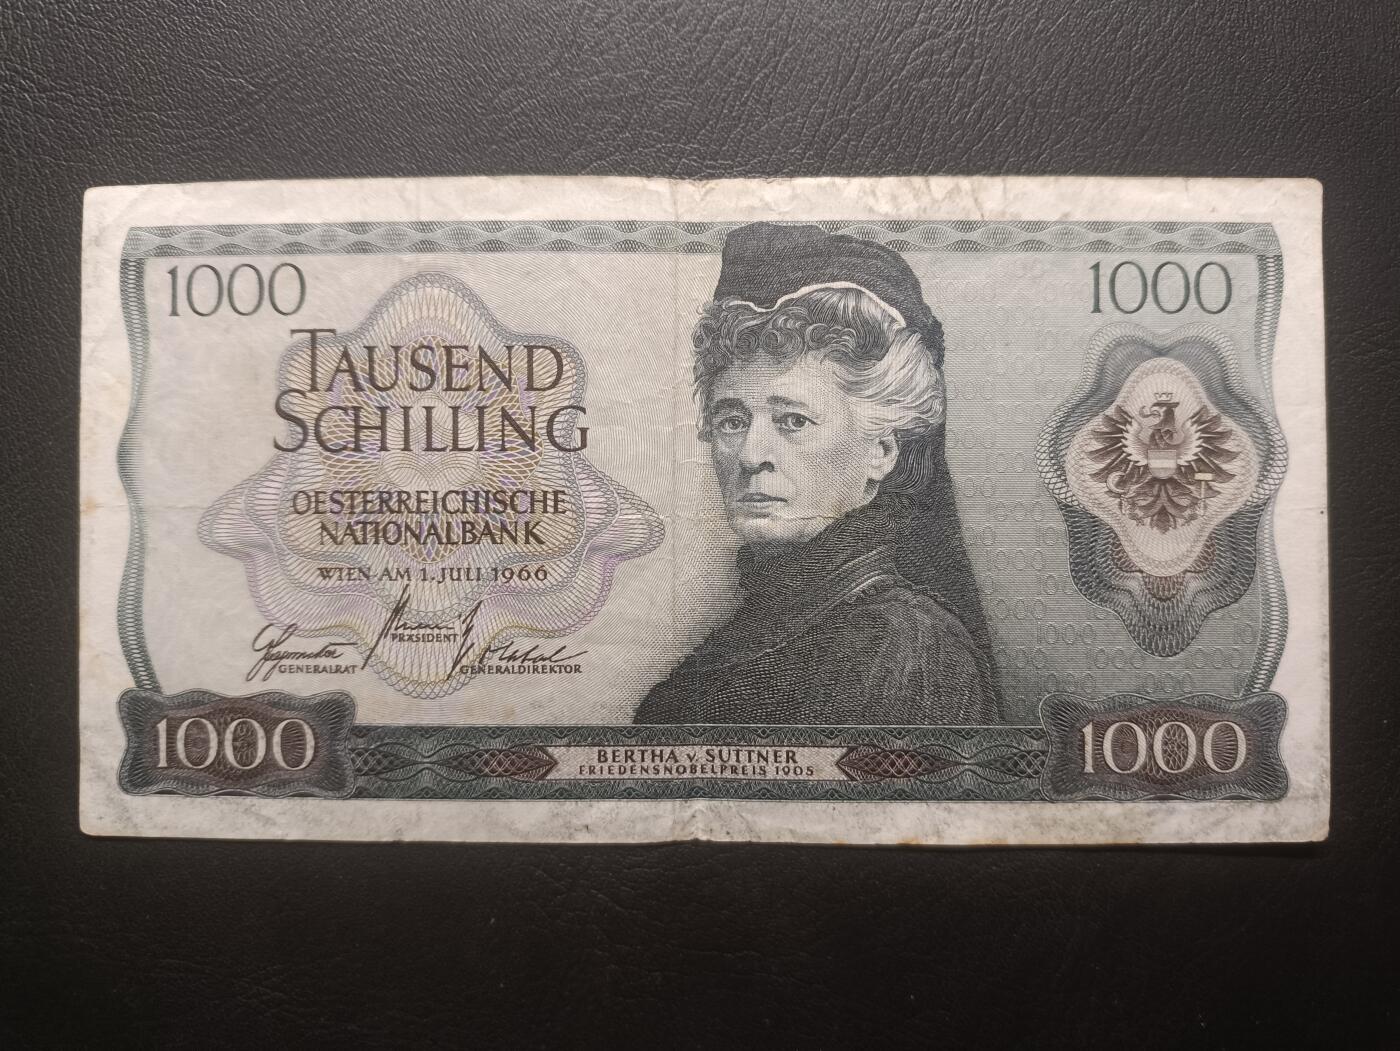 1000
1000
TAUSEND
SCHILLING
OESTERREICHISCHE
NATIONALBANK
WIEN AM 1. JULI 1966
PRÄSIDENT
GENERALRAT
GENERALDIREKTOR
1000
BERTHA v. SUTTNER
FRIEDENSNOBELPREIS 1905
1000